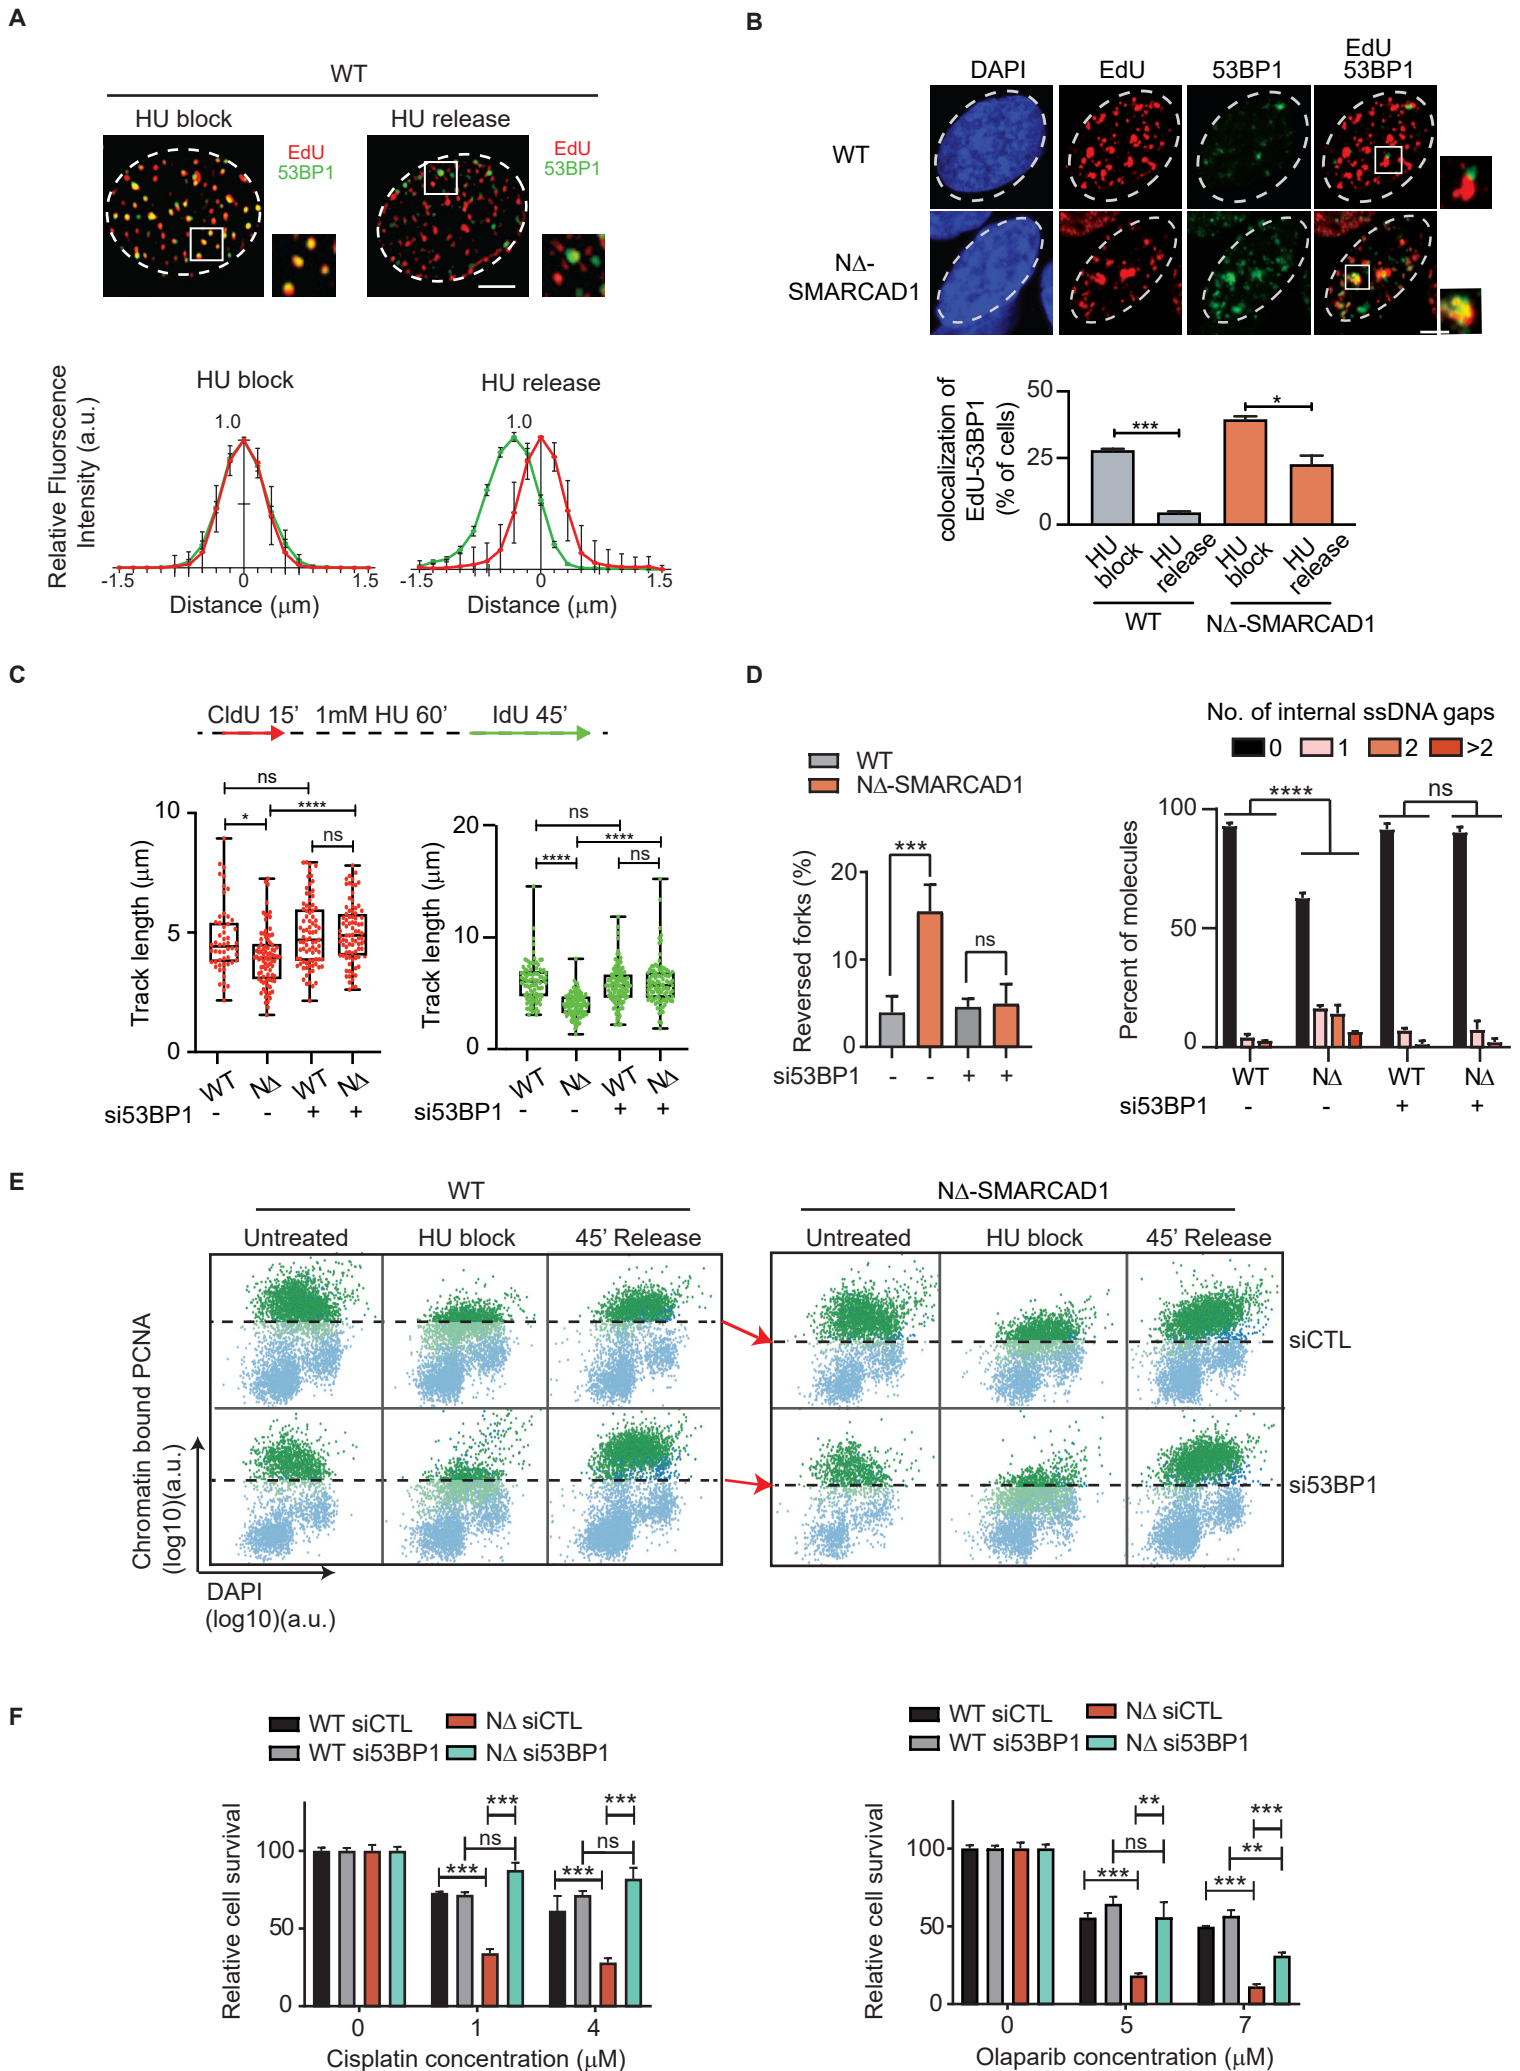 A
WT
HU block
HU release
EdU
53BP1
EdU
53BP1
Relative Fluorescence
Intensity (a.u.)
HU block
1.0
-1.5
0
1.5
Distance (μm)
HU release
1.0
-1.5
0
1.5
Distance (μm)
B
DAPI
EdU
53BP1
EdU
53BP1
WT
NΔ-
SMARCAD1
colocalization of
EdU-53BP1
(% of cells)
50
25
0
***
*
HU
block
HU
release
HU
block
HU
release
WT
NΔ-SMARCAD1
C
CldU 15'
1mM HU 60'
IdU 45'
Track length (μm)
10
5
0
ns
*
****
ns
WT
NΔ
WT
NΔ
si53BP1
-
-
+
+
Track length (μm)
20
10
0
ns
****
****
ns
WT
NΔ
WT
NΔ
si53BP1
-
-
+
+
D
WT
NΔ-SMARCAD1
Reversed forks (%)
20
10
0
***
ns
si53BP1
-
-
+
+
No. of internal ssDNA gaps
0
1
2
>2
Percent of molecules
100
50
0
****
ns
WT
NΔ
WT
NΔ
si53BP1
-
-
+
+
E
WT
NΔ-SMARCAD1
Untreated
HU block
45' Release
Untreated
HU block
45' Release
siCTL
si53BP1
Chromatin bound PCNA
(log10)(a.u.)
DAPI
(log10)(a.u.)
F
WT siCTL
NΔ siCTL
WT si53BP1
NΔ si53BP1
Relative cell survival
100
50
0
***
ns
***
***
ns
***
0
1
4
Cisplatin concentration (μM)
WT siCTL
NΔ siCTL
WT si53BP1
NΔ si53BP1
Relative cell survival
100
50
0
**
ns
***
***
**
***
0
5
7
Olaparib concentration (μM)